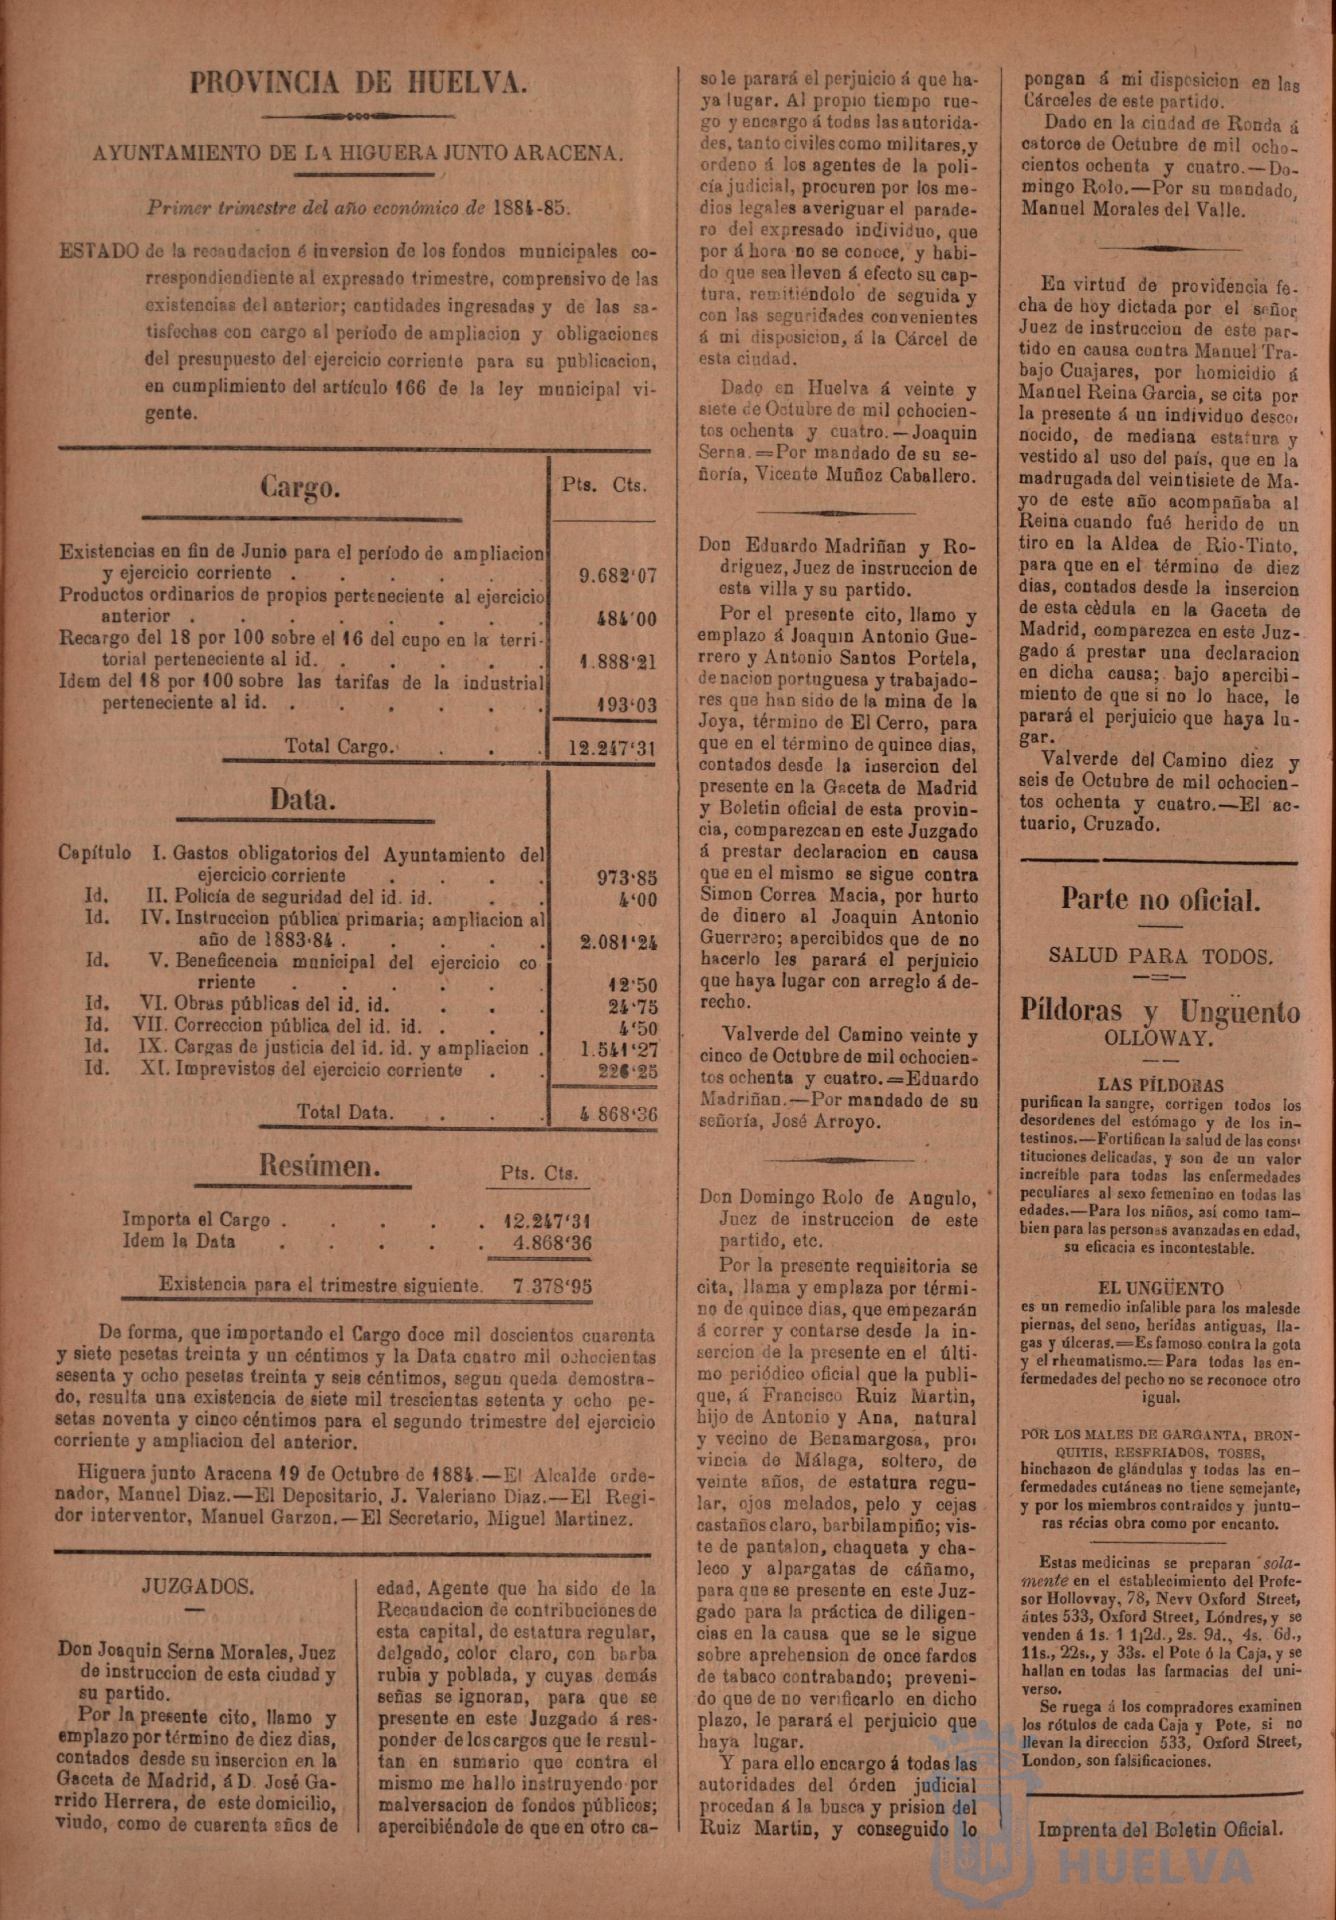 PROVINCIA DE HUELVA.
AYUNTAMIENTO DE LA HIGUERA JUNTO ARACENA.
Primer trimestre del año económico de 1884-85.
ESTADO de la recaudacion é inversion de los fondos municipales co-
rrespondiendiente al expresado trimestre, comprensivo de las
existencias del anterior; cantidades ingresadas y de las sa-
tisfechas con cargo al período de ampliacion y obligaciones
del presupuesto del ejercicio corriente para su publicacion,
en cumplimiento del artículo 166 de la ley municipal vi-
gente.
Cargo.
Pts. Cts.
Existencias en fin de Junio para el período de ampliacion
y ejercicio corriente . . . . . . 9.682'07
Productos ordinarios de propios perteneciente al ejercicio
anterior . . . . . . . . 484'00
Recargo del 18 por 100 sobre el 16 del cupo en la terri-
torial perteneciente al id. . . . . . 1.888'21
Idem del 18 por 100 sobre las tarifas de la industrial
perteneciente al id. . . . . . . 193'03
Total Cargo. . . . 12.247'31
Data.
Capítulo I. Gastos obligatorios del Ayuntamiento del
ejercicio corriente . . . . 973'85
Id. II. Policía de seguridad del id. id. . . 4'00
Id. IV. Instruccion pública primaria; ampliacion al
año de 1883-84 . . . . . 2.081'24
Id. V. Beneficencia municipal del ejercicio co
rriente . . . . . . 12'50
Id. VI. Obras públicas del id. id. . . . 24'75
Id. VII. Correccion pública del id. id. . . . 4'50
Id. IX. Cargas de justicia del id. id. y ampliacion . 1.541'27
Id. XI. Imprevistos del ejercicio corriente . . 226'25
Total Data. . . . . 4 868'36
Resúmen.
Pts. Cts.
Importa el Cargo . . . . . . 12.247'31
Idem la Data . . . . . 4.868'36
Existencia para el trimestre siguiente. 7 378'95
De forma, que importando el Cargo doce mil doscientos cuarenta
y siete pesetas treinta y un céntimos y la Data cuatro mil ochocientas
sesenta y ocho pesetas treinta y seis céntimos, segun queda demostra-
do, resulta una existencia de siete mil trescientas setenta y ocho pe-
setas noventa y cinco céntimos para el segundo trimestre del ejercicio
corriente y ampliacion del anterior.
Higuera junto Aracena 19 de Octubre de 1884.—El Alcalde orde-
nador, Manuel Diaz.—El Depositario, J. Valeriano Diaz.—El Regi-
dor interventor, Manuel Garzon.—El Secretario, Miguel Martinez.
JUZGADOS.
Don Joaquin Serna Morales, Juez
de instruccion de esta ciudad y
su partido.
Por la presente cito, llamo y
emplazo por término de diez dias,
contados desde su insercion en la
Gaceta de Madrid, á D. José Ga-
rrido Herrera, de este domicilio,
viudo, como de cuarenta años de
edad, Agente que ha sido de la
Recaudacion de contribuciones de
esta capital, de estatura regular,
delgado, color claro, con barba
rubia y poblada, y cuyas demás
señas se ignoran, para que se
presente en este Juzgado á res-
ponder de los cargos que le resul-
tan en sumario que contra el
mismo me hallo instruyendo por
malversacion de fondos públicos;
apercibiéndole de que en otro ca-
so le parará el perjuicio á que ha-
ya lugar. Al propio tiempo rue-
go y encargo á todas las autorida-
des, tanto civiles como militares, y
ordeno á los agentes de la poli-
cía judicial, procuren por los me-
dios legales averiguar el parade-
ro del expresado individuo, que
por á hora no se conoce, y habi-
do que sea lleven á efecto su cap-
tura, remitiéndolo de seguida y
con las seguridades convenientes
á mi disposicion, á la Cárcel de
esta ciudad.
Dado en Huelva á veinte y
siete de Octubre de mil ochocien-
tos ochenta y cuatro.—Joaquin
Serna.=Por mandado de su se-
ñoría, Vicente Muñoz Caballero.
Don Eduardo Madriñan y Ro-
driguez, Juez de instruccion de
esta villa y su partido.
Por el presente cito, llamo y
emplazo á Joaquin Antonio Gue-
rrero y Antonio Santos Portela,
de nacion portuguesa y trabajado-
res que han sido de la mina de la
Joya, término de El Cerro, para
que en el término de quince dias,
contados desde la insercion del
presente en la Gaceta de Madrid
y Boletin oficial de esta provin-
cia, comparezcan en este Juzgado
á prestar declaracion en causa
que en el mismo se sigue contra
Simon Correa Macia, por hurto
de dinero al Joaquin Antonio
Guerrero; apercibidos que de no
hacerlo les parará el perjuicio
que haya lugar con arreglo á de-
recho.
Valverde del Camino veinte y
cinco de Octubre de mil ochocien-
tos ochenta y cuatro.=Eduardo
Madriñan.—Por mandado de su
señoría, José Arroyo.
Don Domingo Rolo de Angulo,
Juez de instruccion de este
partido, etc.
Por la presente requisitoria se
cita, llama y emplaza por térmi-
no de quince dias, que empezarán
á correr y contarse desde la in-
sercion de la presente en el últi-
mo periódico oficial que la publi-
que, á Francisco Ruiz Martin,
hijo de Antonio y Ana, natural
y vecino de Benamargosa, pro-
vincia de Málaga, soltero, de
veinte años, de estatura regu-
lar, ojos melados, pelo y cejas
castaños claro, barbilampiño; vis-
te de pantalon, chaqueta y cha-
leco y alpargatas de cáñamo,
para que se presente en este Juz-
gado para la práctica de diligen-
cias en la causa que se le sigue
sobre aprehension de once fardos
de tabaco contrabando; preveni-
do que de no verificarlo en dicho
plazo, le parará el perjuicio que
haya lugar.
Y para ello encargo á todas las
autoridades del órden judicial
procedan á la busca y prision del
Ruiz Martin, y conseguido lo
pongan á mi disposicion en las
Cárceles de este partido.
Dado en la ciudad de Ronda á
catorce de Octubre de mil ocho-
cientos ochenta y cuatro.—Do-
mingo Rolo.—Por su mandado,
Manuel Morales del Valle.
En virtud de providencia fe-
cha de hoy dictada por el señor
Juez de instruccion de este par-
tido en causa contra Manuel Tra-
bajo Cuajares, por homicidio á
Manuel Reina Garcia, se cita por
la presente á un individuo desco-
nocido, de mediana estatura y
vestido al uso del país, que en la
madrugada del veintisiete de Ma-
yo de este año acompañaba al
Reina cuando fué herido de un
tiro en la Aldea de Rio-Tinto,
para que en el término de diez
dias, contados desde la insercion
de esta cèdula en la Gaceta de
Madrid, comparezca en este Juz-
gado á prestar una declaracion
en dicha causa; bajo apercibi-
miento de que si no lo hace, le
parará el perjuicio que haya lu-
gar.
Valverde del Camino diez y
seis de Octubre de mil ochocien-
tos ochenta y cuatro.—El ac-
tuario, Cruzado.
Parte no oficial.
SALUD PARA TODOS.
Píldoras y Ungüento
OLLOWAY.
LAS PÍLDORAS
purifican la sangre, corrigen todos los
desordenes del estómago y de los in-
testinos.—Fortifican la salud de las cons-
tituciones delicadas, y son de un valor
increíble para todas las enfermedades
peculiares al sexo femenino en todas las
edades.—Para los niños, así como tam-
bien para las personas avanzadas en edad,
su eficacia es incontestable.
EL UNGÜENTO
es un remedio infalible para los malesde
piernas, del seno, heridas antiguas, lla-
gas y úlceras.=Es famoso contra la gota
y el rheumatismo.=Para todas las en-
fermedades del pecho no se reconoce otro
igual.
POR LOS MALES DE GARGANTA, BRON-
QUITIS, RESFRIADOS, TOSES,
hinchazon de glándulas y todas las en-
fermedades cutáneas no tiene semejante,
y por los miembros contraidos y juntu-
ras récias obra como por encanto.
Estas medicinas se preparan sola-
mente en el establecimiento del Profe-
sor Hollovvay, 78, Nevv Oxford Street,
ántes 533, Oxford Street, Lóndres, y se
venden á 1s. 1 1¡2d., 2s. 9d., 4s. 6d.,
11s., 22s., y 33s. el Pote ó la Caja, y se
hallan en todas las farmacias del uni-
verso.
Se ruega á los compradores examinen
los rótulos de cada Caja y Pote, si no
llevan la direccion 533, Oxford Street,
London, son falsificaciones.
Imprenta del Boletin Oficial.
HUELVA